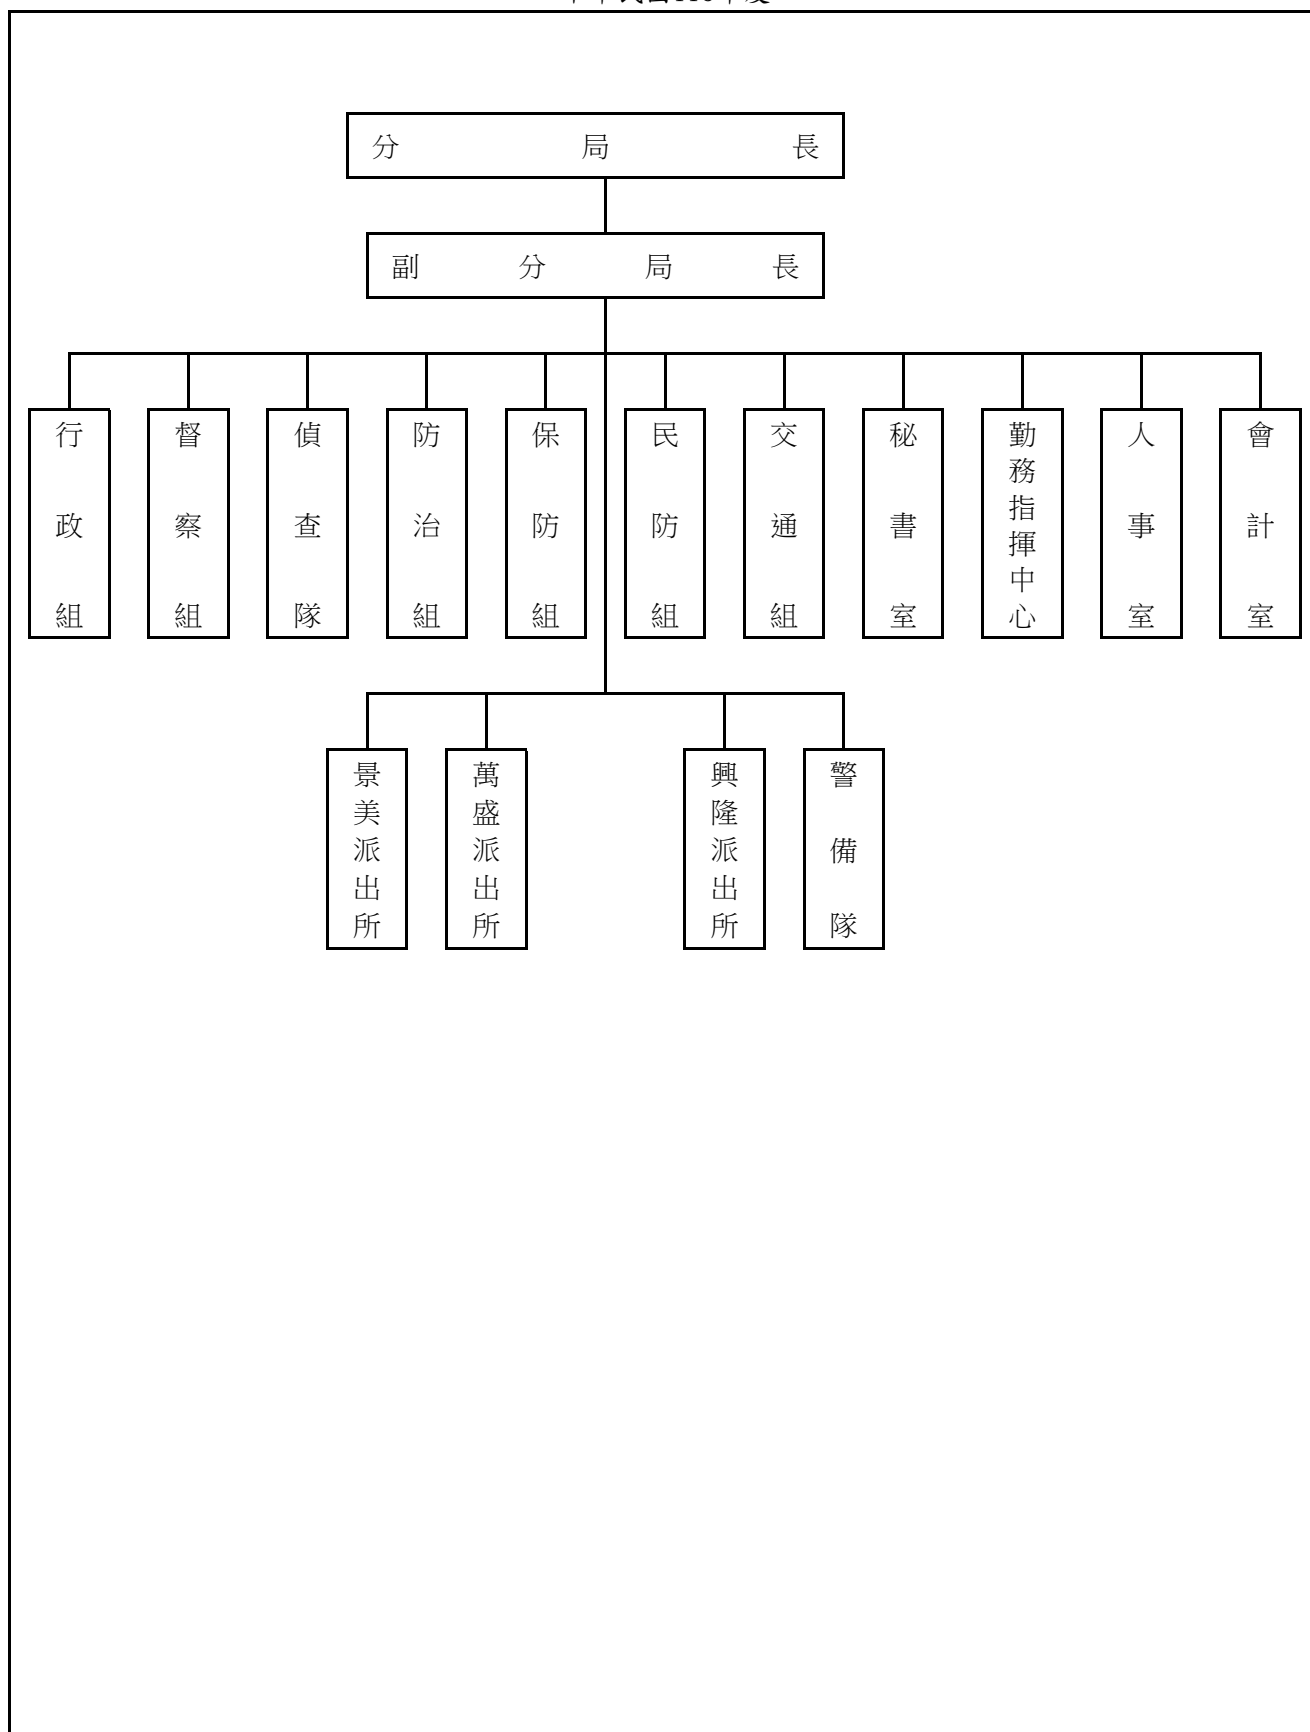 分局長
副分局長
行政組
督察組
偵查隊
防治組
保防組
民防組
交通組
秘書室
勤務指揮中心
人事室
會計室
景美派出所
萬盛派出所
興隆派出所
警備隊